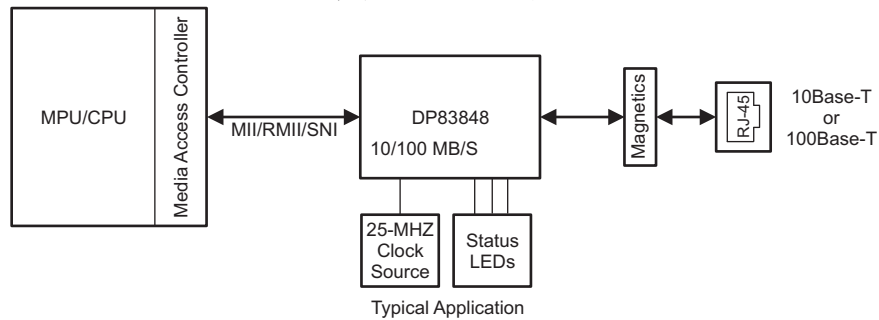 MPU/CPU
Media Access Controller
MII/RMII/SNI
DP83848
10/100 MB/S
Magnetics
RJ-45
10Base-T
or
100Base-T
25-MHZ
Clock
Source
Status
LEDs
Typical Application